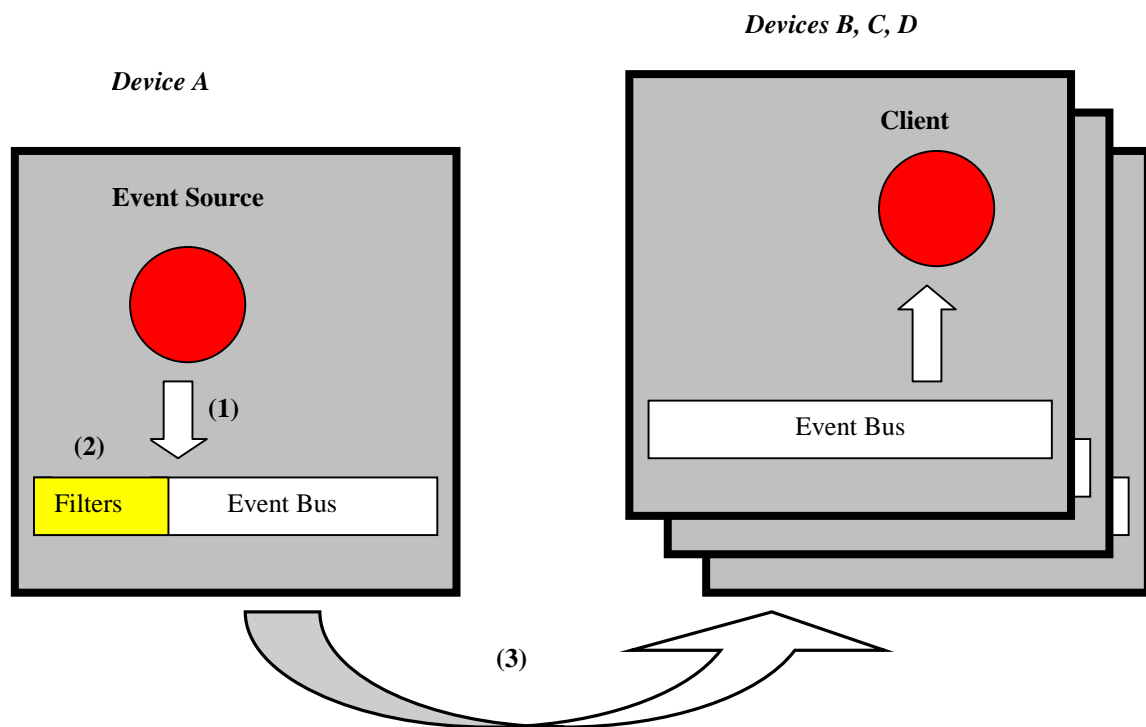 Devices B, C, D
Device A
Client
Event Source
(1)
Event Bus
(2)
Filters
Event Bus
(3)